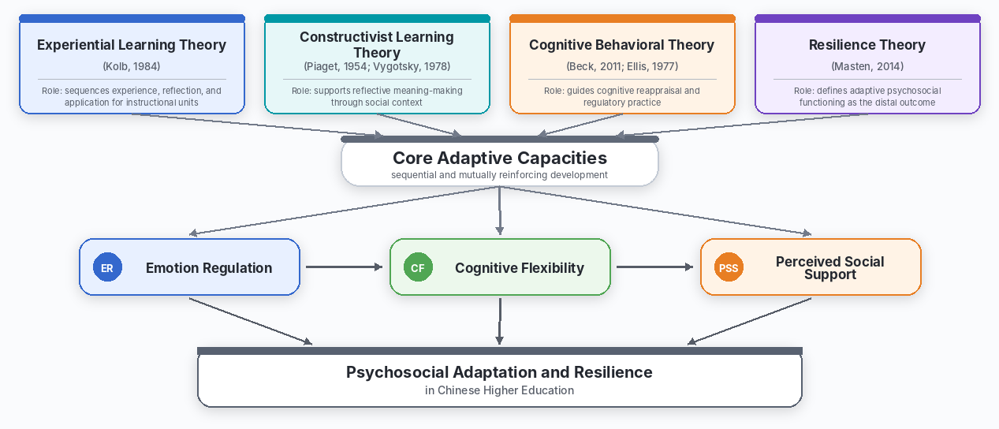 Experiential Learning Theory
(Kolb, 1984)
Role: sequences experience, reflection, and
application for instructional units
Constructivist Learning
Theory
(Piaget, 1954; Vygotsky, 1978)
Role: supports reflective meaning-making
through social context
Cognitive Behavioral Theory
(Beck, 2011; Ellis, 1977)
Role: guides cognitive reappraisal and
regulatory practice
Resilience Theory
(Masten, 2014)
Role: defines adaptive psychosocial
functioning as the distal outcome
Core Adaptive Capacities
sequential and mutually reinforcing development
ER
Emotion Regulation
CF
Cognitive Flexibility
PSS
Perceived Social
Support
Psychosocial Adaptation and Resilience
in Chinese Higher Education